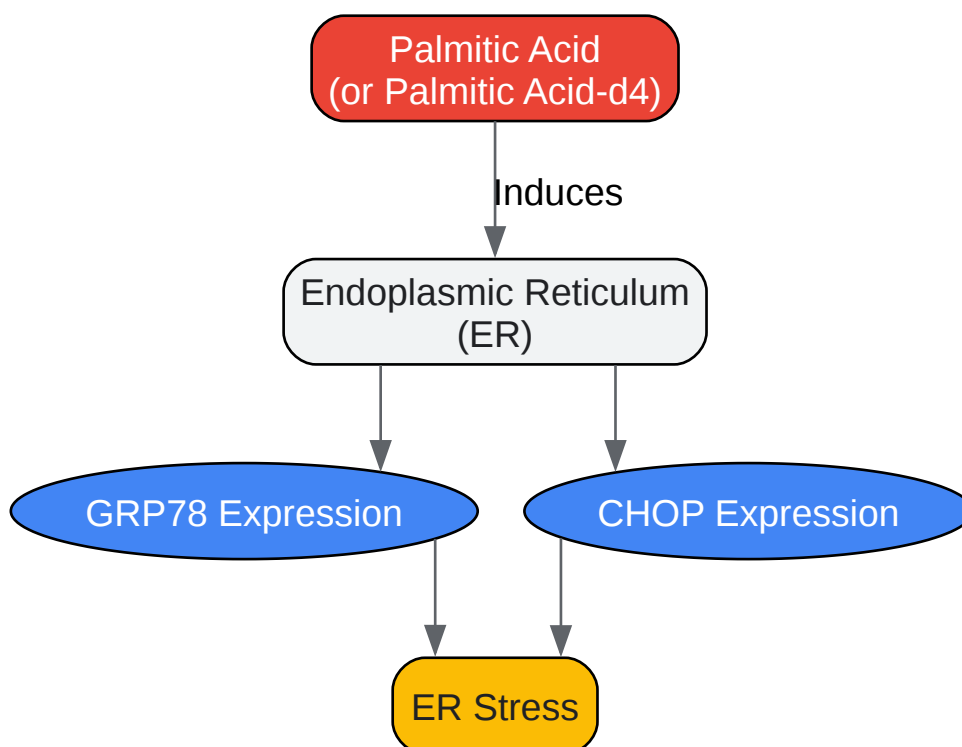 Palmitic Acid
(or Palmitic Acid-d4)
Induces
Endoplasmic Reticulum
(ER)
GRP78 Expression
CHOP Expression
ER Stress